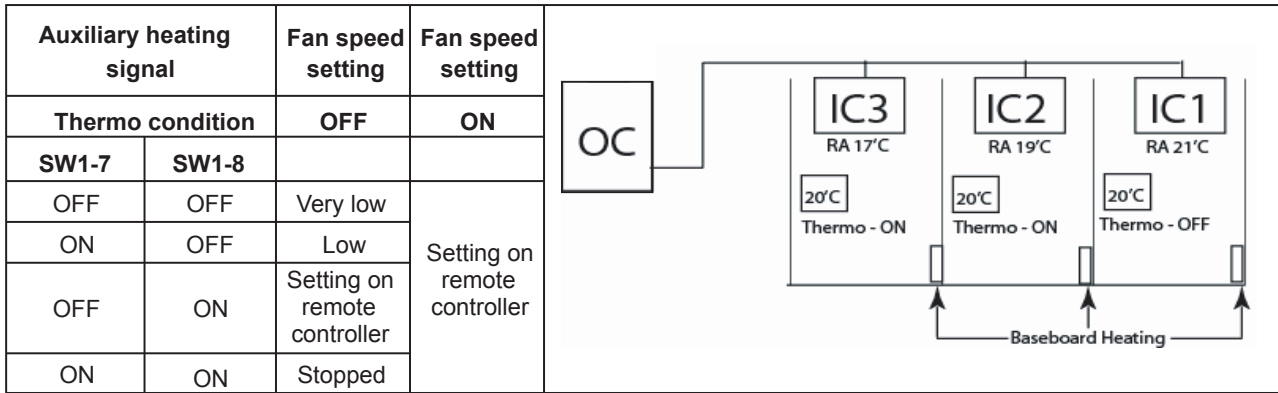 Auxiliary heating
signal
Fan speed
setting
Fan speed
setting
Thermo condition
OFF
ON
SW1-7
SW1-8
OFF
OFF
Very low
ON
OFF
Low
OFF
ON
Setting on
remote
controller
ON
ON
Stopped
Setting on
remote
controller
OC
IC3
RA 17'C
20'C
Thermo - ON
IC2
RA 19'C
20'C
Thermo - ON
IC1
RA 21'C
20'C
Thermo - OFF
Baseboard Heating